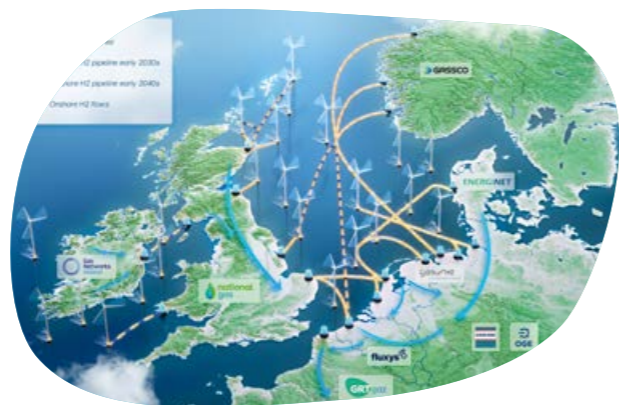 H2 pipeline early 2030s
H2 pipeline early 2040s
Onshore H2 flows
GASSCO
ENERGINET
Gas
Networks
national
gas
fluxys
OGE